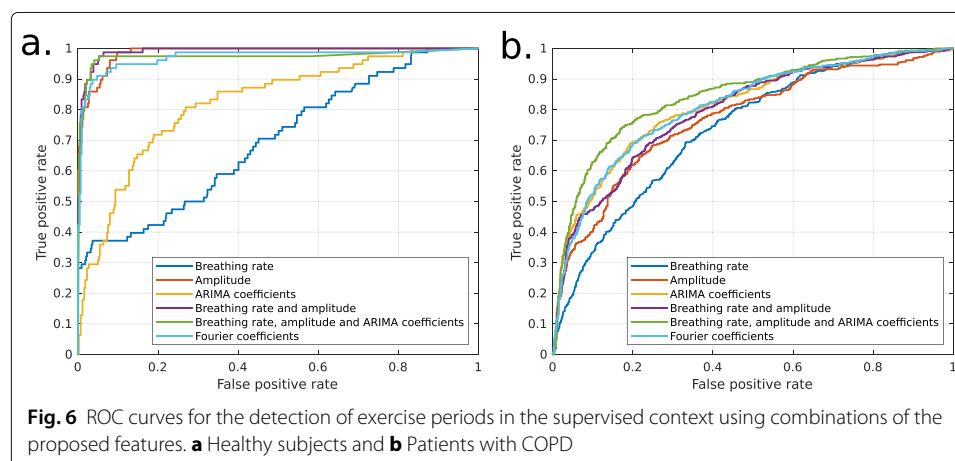 a.
1
0.9
0.8
0.7
0.6
0.5
0.4
0.3
0.2
0.1
0
True positive rate
0
0.2
0.4
0.6
0.8
1
False positive rate
Breathing rate
Amplitude
ARIMA coefficients
Breathing rate and amplitude
Breathing rate, amplitude and ARIMA coefficients
Fourier coefficients
b.
1
0.9
0.8
0.7
0.6
0.5
0.4
0.3
0.2
0.1
0
True positive rate
0
0.2
0.4
0.6
0.8
1
False positive rate
Breathing rate
Amplitude
ARIMA coefficients
Breathing rate and amplitude
Breathing rate, amplitude and ARIMA coefficients
Fourier coefficients
Fig. 6 ROC curves for the detection of exercise periods in the supervised context using combinations of the
proposed features. a Healthy subjects and b Patients with COPD